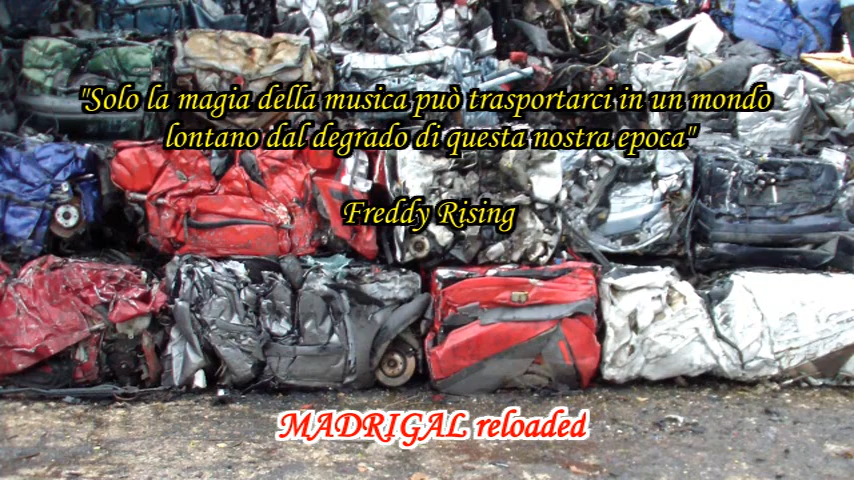 "Solo la magia della musica può trasportarci in un mondo
lontano dal degrado di questa nostra epoca"
Freddy Rising
MADRIGAL reloaded